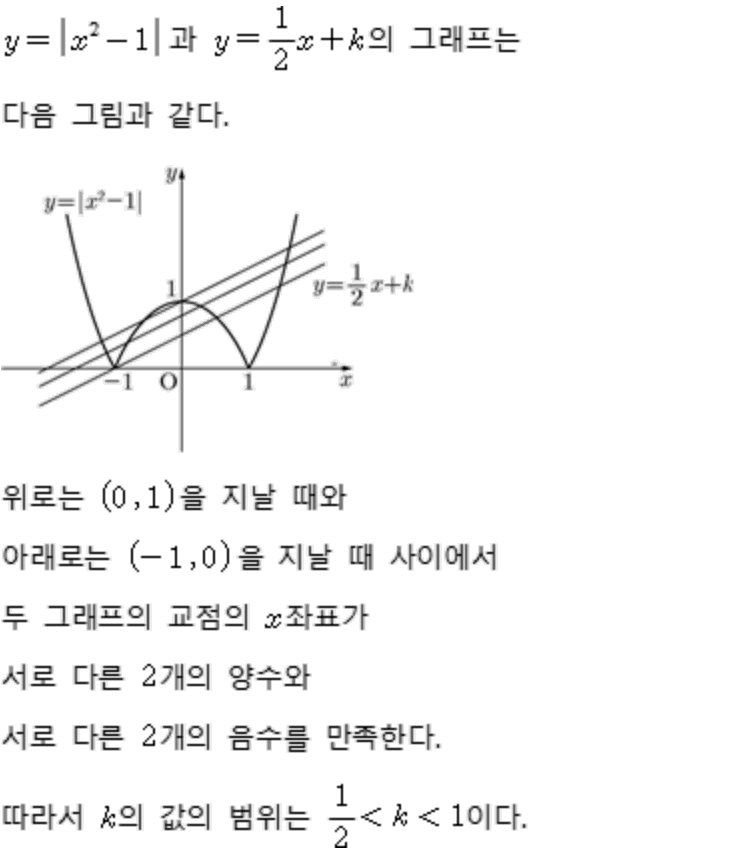 y=|x²-1|과 y=1/2x+k의 그래프는
다음 그림과 같다.
y
y=|x²-1|
1
y=1/2x+k
-1 O 1 x
위로는 (0,1)을 지날 때와
아래로는 (-1,0)을 지날 때 사이에서
두 그래프의 교점의 x좌표가
서로 다른 2개의 양수와
서로 다른 2개의 음수를 만족한다.
따라서 k의 값의 범위는 1/2<k<1이다.